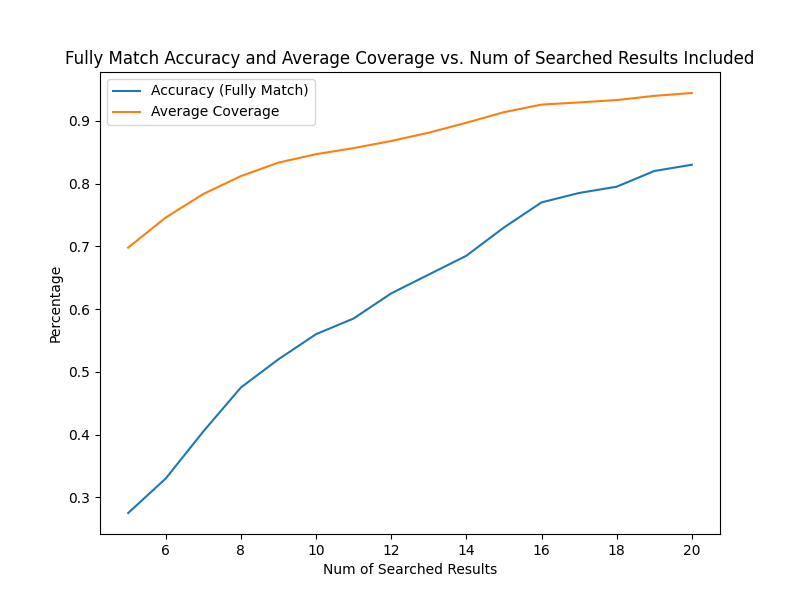 Fully Match Accuracy and Average Coverage vs. Num of Searched Results Included
Accuracy (Fully Match)
Average Coverage
0.9
0.8
0.7
0.6
0.5
0.4
0.3
Percentage
6 8 10 12 14 16 18 20
Num of Searched Results